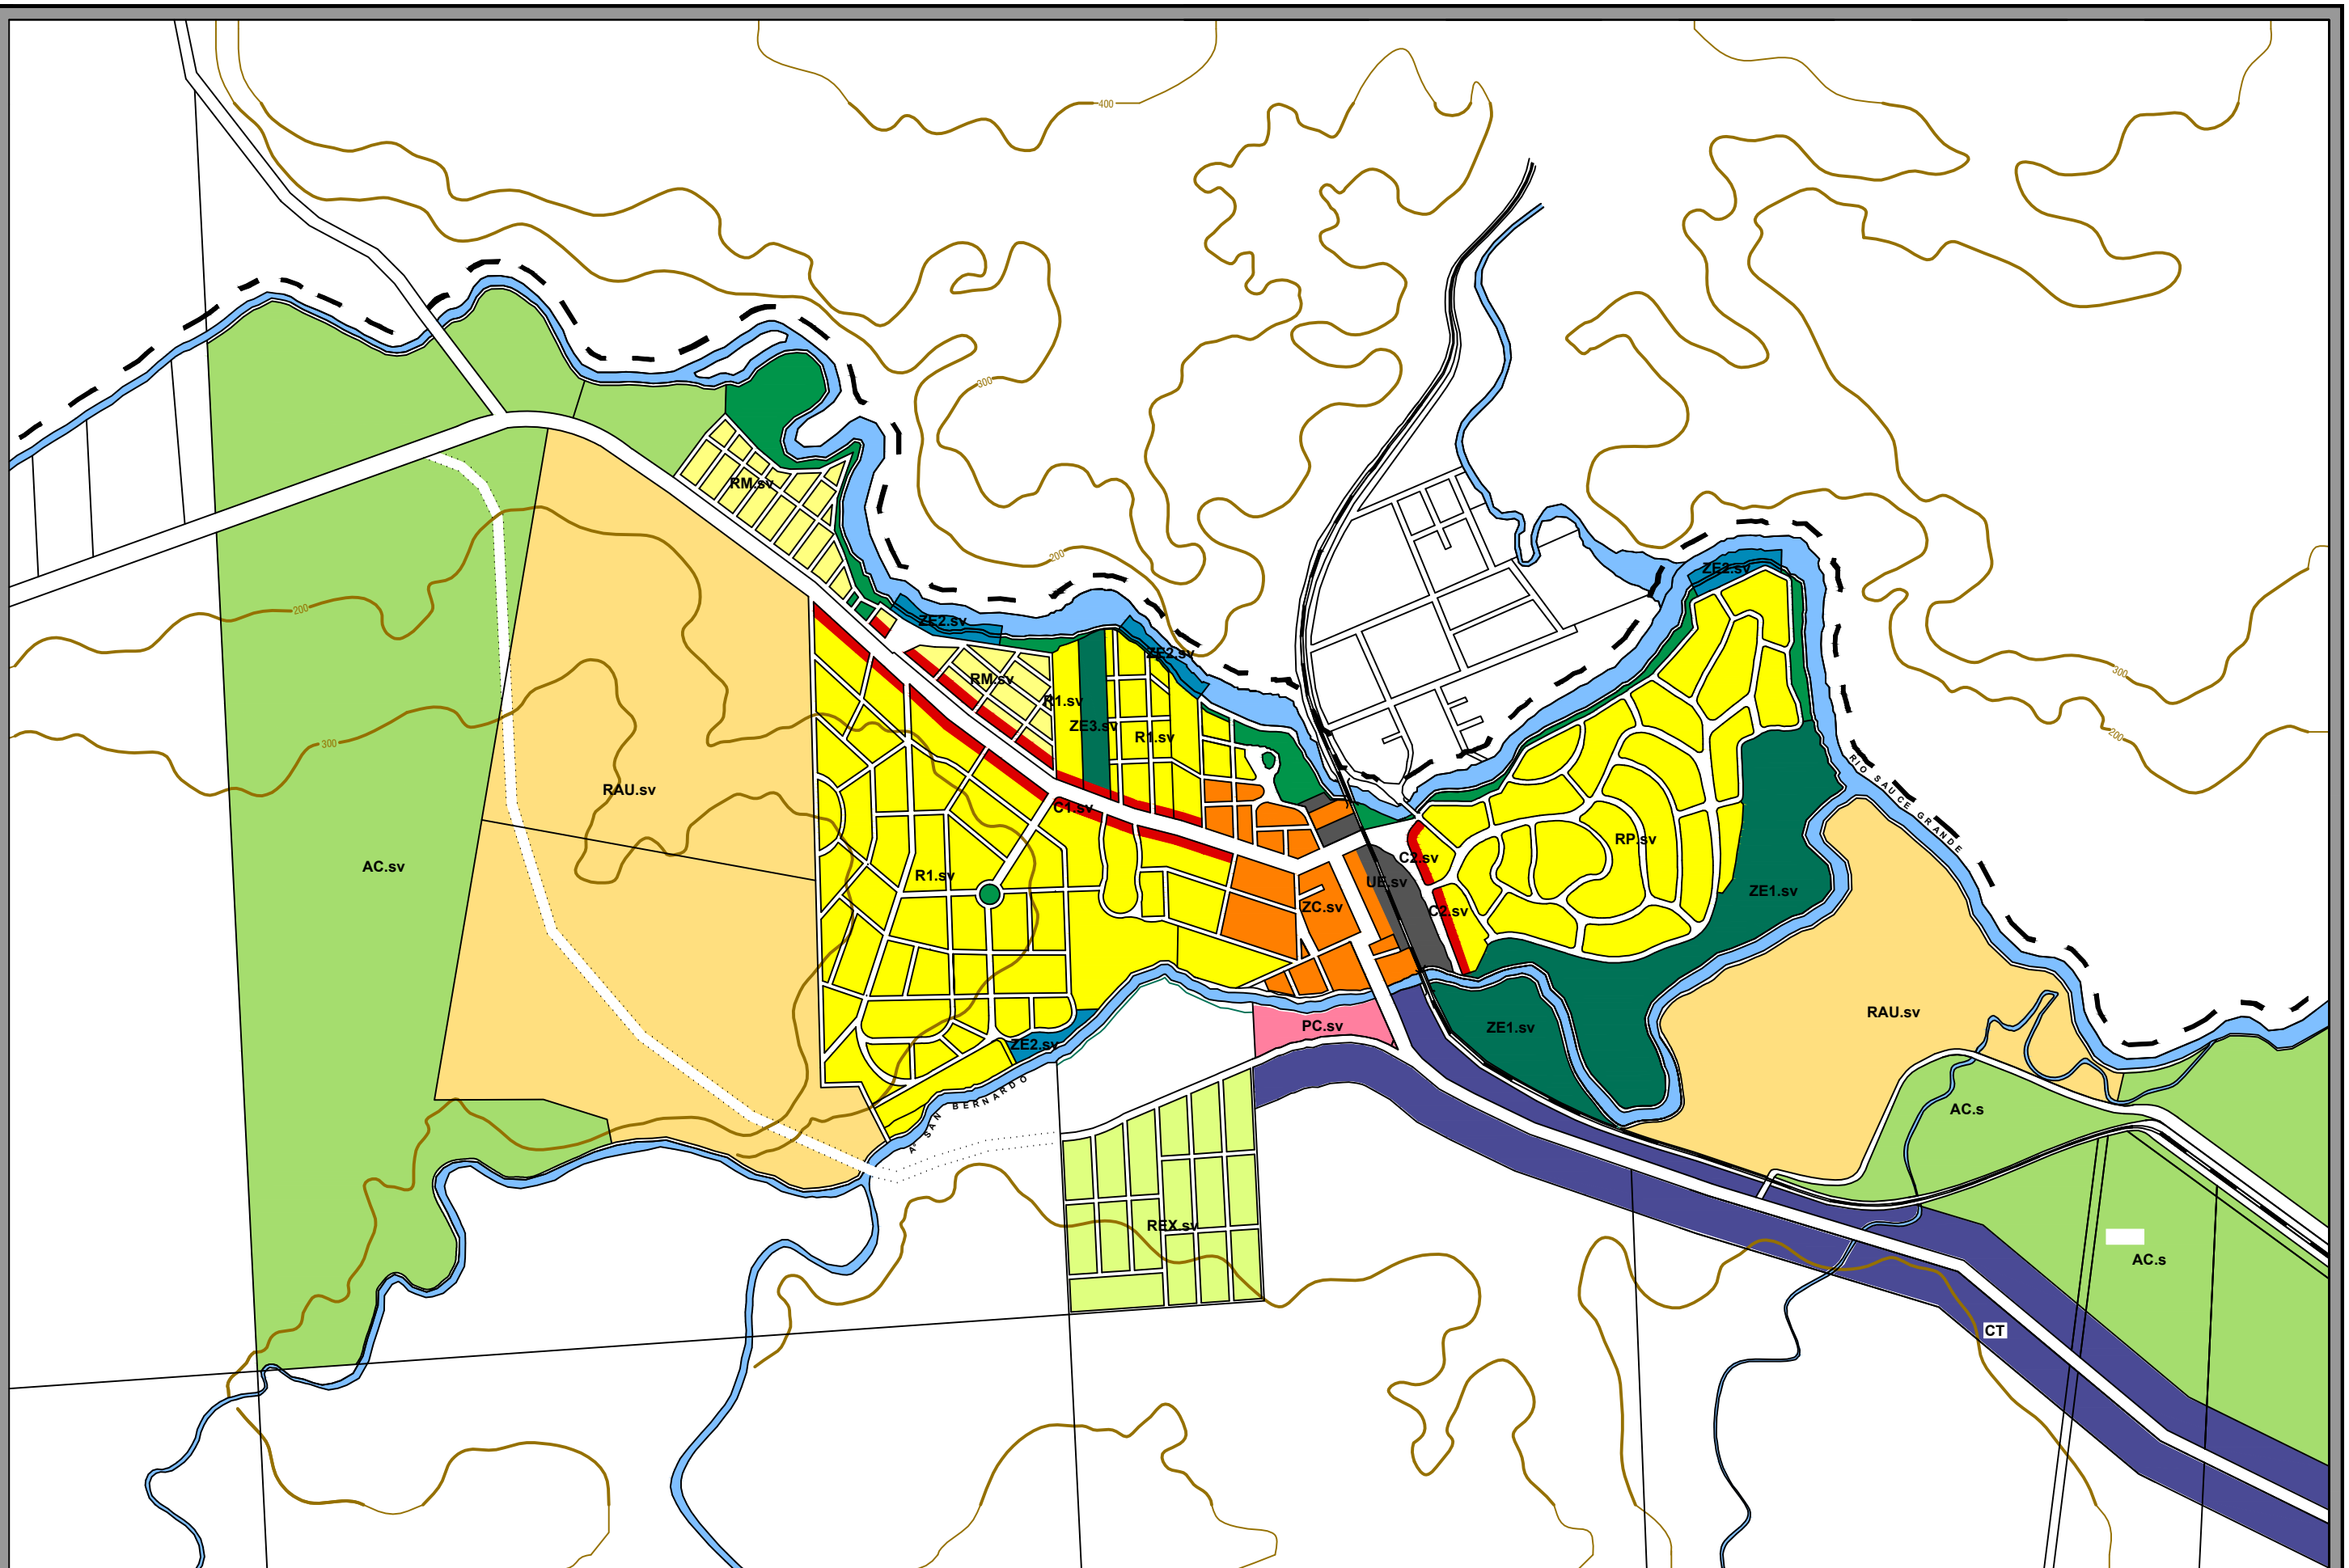 400
300
200
ZE2.sv
RM.sv
200
ZE2.sv
ZE2.sv
RM.sv
R1.sv
300
ZE3.sv
R1.sv
200
300
RIO SAUCE GRANDE
RAU.sv
C1.sv
RP.sv
C2.sv
AC.sv
R1.sv
UE.sv
ZE1.sv
ZC.sv
C2.sv
RAU.sv
PC.sv
ZE1.sv
ZE2.sv
A° SAN BERNARDO
AC.s
REX.sv
AC.s
CT